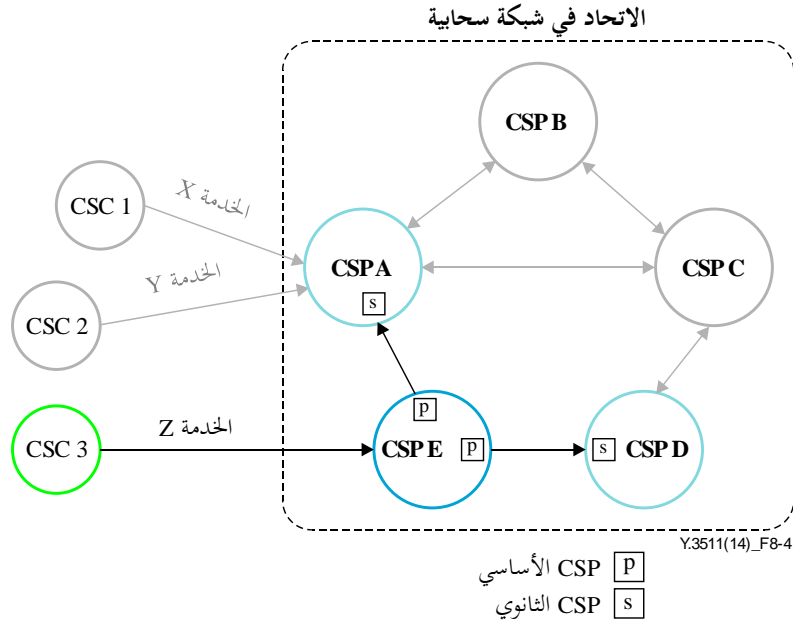 الاتحاد في شبكة سحابية
CSP B
CSC 1
الخدمة X
CSP A
CSP C
الخدمة Y
s
CSC 2
p
الخدمة Z
CSC 3
CSP E
p
s
CSP D
Y.3511(14)_F8-4
p CSP الأساسي
s CSP الثانوي